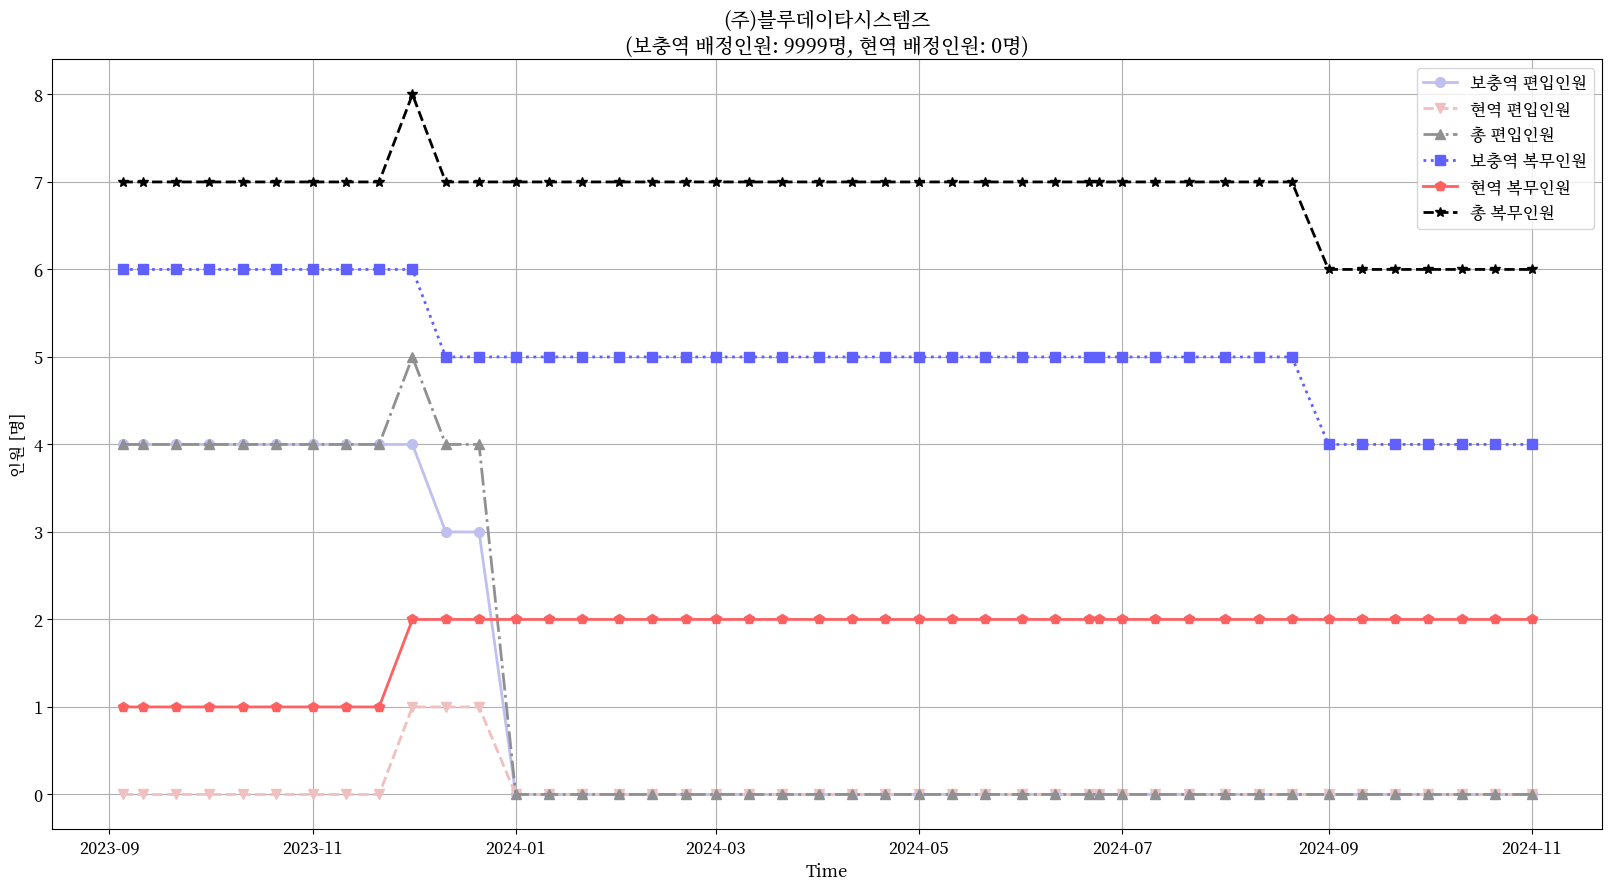 (주)블루데이타시스템즈
(보충역 배정인원: 9999명, 현역 배정인원: 0명)
보충역 편입인원
현역 편입인원
총 편입인원
보충역 복무인원
현역 복무인원
총 복무인원
인원 [명]
8
7
6
5
4
3
2
1
0
2023-09
2023-11
2024-01
2024-03
2024-05
2024-07
2024-09
2024-11
Time